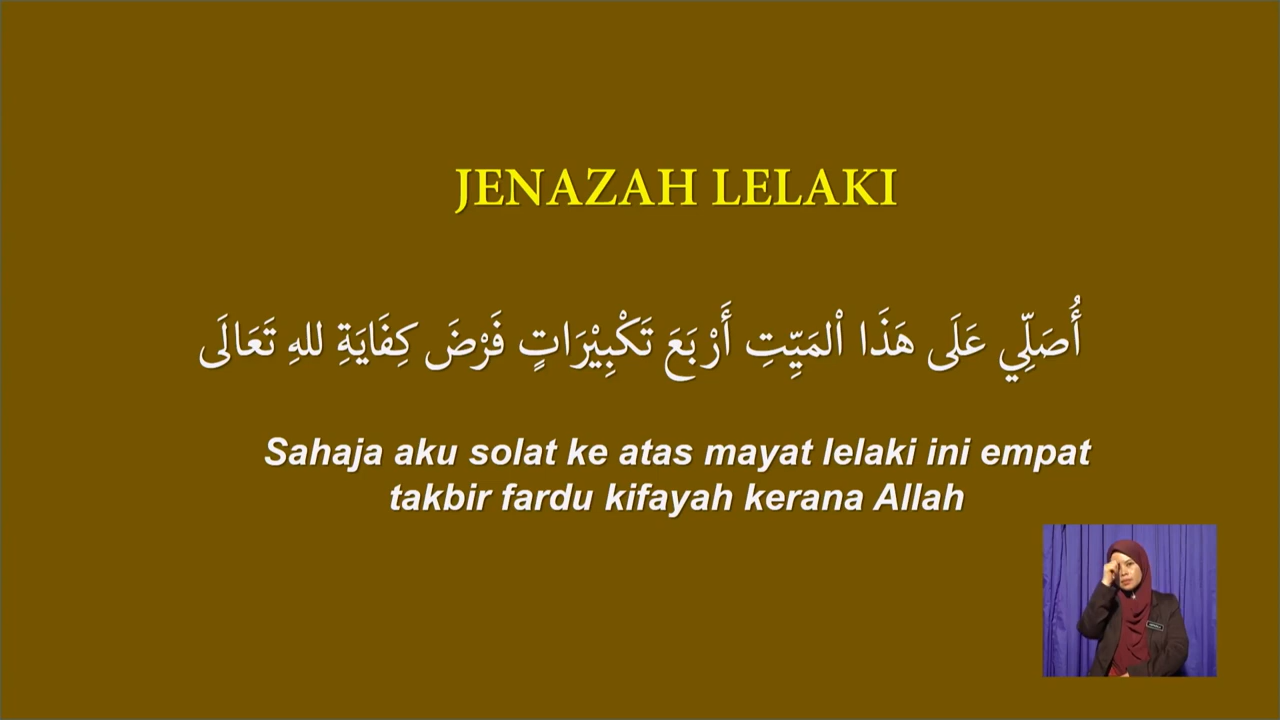 JENAZAH LELAKI
أُصَلِّي عَلَى هَذَا اْلمَيِّتِ أَرْبَعَ تَكْبِيْرَاتٍ فَرْضَ كِفَايَةِ للهِ تَعَالَى
Sahaja aku solat ke atas mayat lelaki ini empat
takbir fardu kifayah kerana Allah